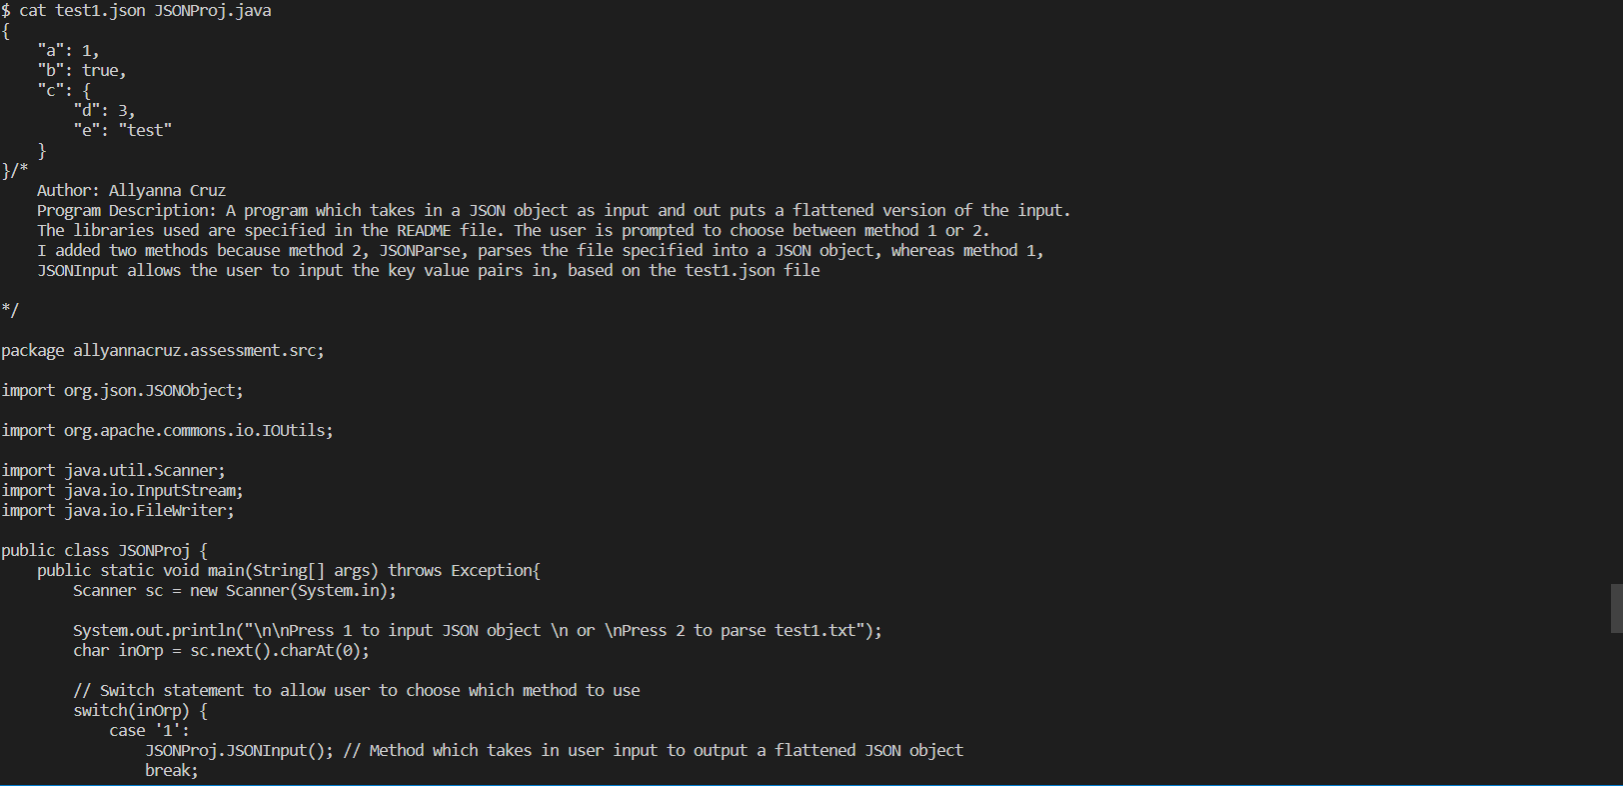 $ cat test1.json JSONProj.java
{
    "a": 1,
    "b": true,
    "c": {
        "d": 3,
        "e": "test"
    }
}/*
    Author: Allyanna Cruz
    Program Description: A program which takes in a JSON object as input and out puts a flattened version of the input.
    The libraries used are specified in the README file. The user is prompted to choose between method 1 or 2.
    I added two methods because method 2, JSONParse, parses the file specified into a JSON object, whereas method 1,
    JSONInput allows the user to input the key value pairs in, based on the test1.json file

*/

package allyannacruz.assessment.src;

import org.json.JSONObject;

import org.apache.commons.io.IOUtils;

import java.util.Scanner;
import java.io.InputStream;
import java.io.FileWriter;

public class JSONProj {
    public static void main(String[] args) throws Exception{
        Scanner sc = new Scanner(System.in);

        System.out.println("\n\nPress 1 to input JSON object \n or \nPress 2 to parse test1.txt");
        char inOrp = sc.next().charAt(0);

        // Switch statement to allow user to choose which method to use
        switch(inOrp) {
            case '1':
                JSONProj.JSONInput(); // Method which takes in user input to output a flattened JSON object
                break;